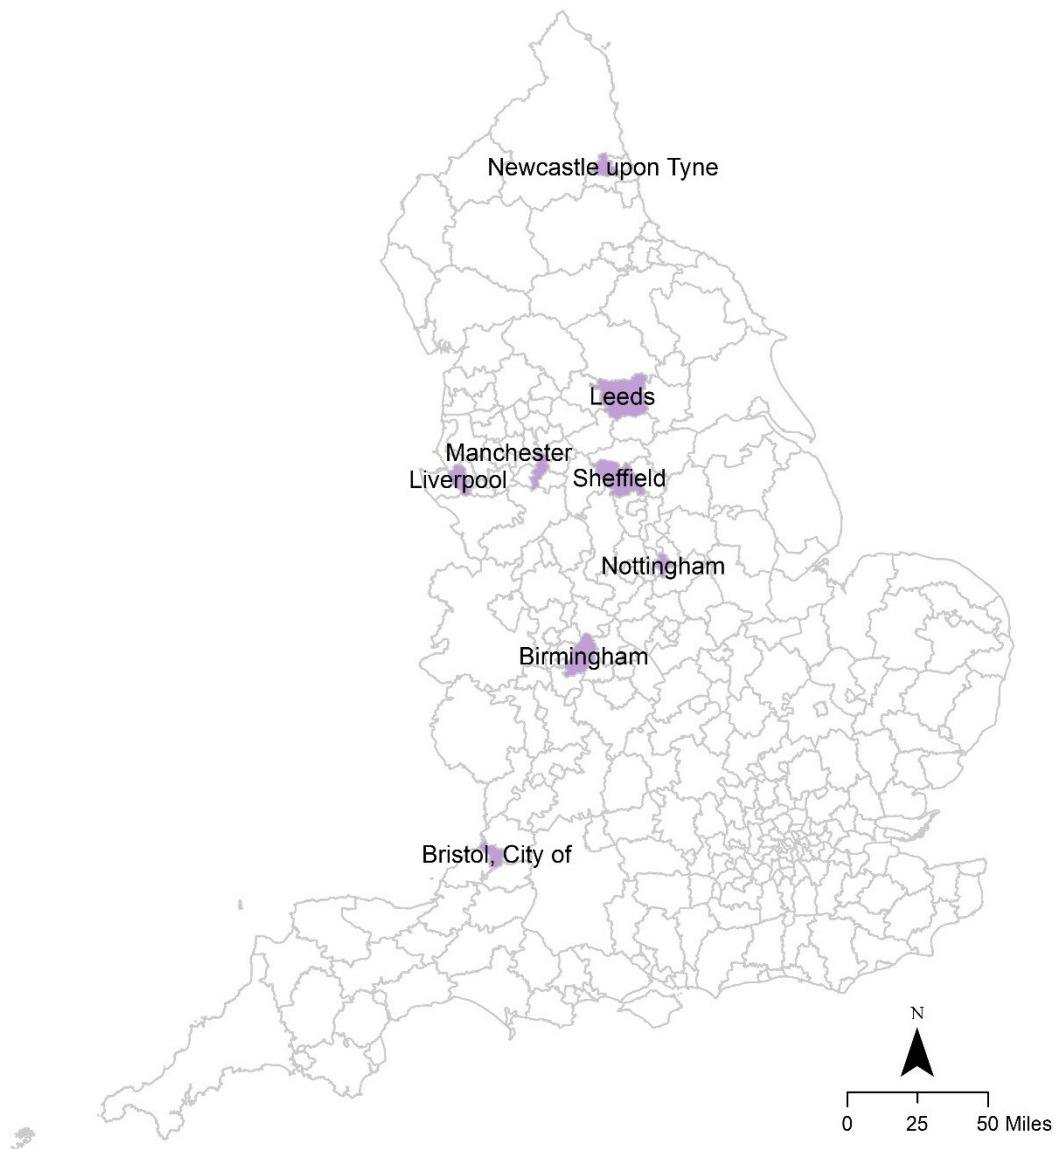 Newcastle upon Tyne
Leeds
Manchester
Liverpool
Sheffield
Nottingham
Birmingham
Bristol, City of
N
0 25 50 Miles